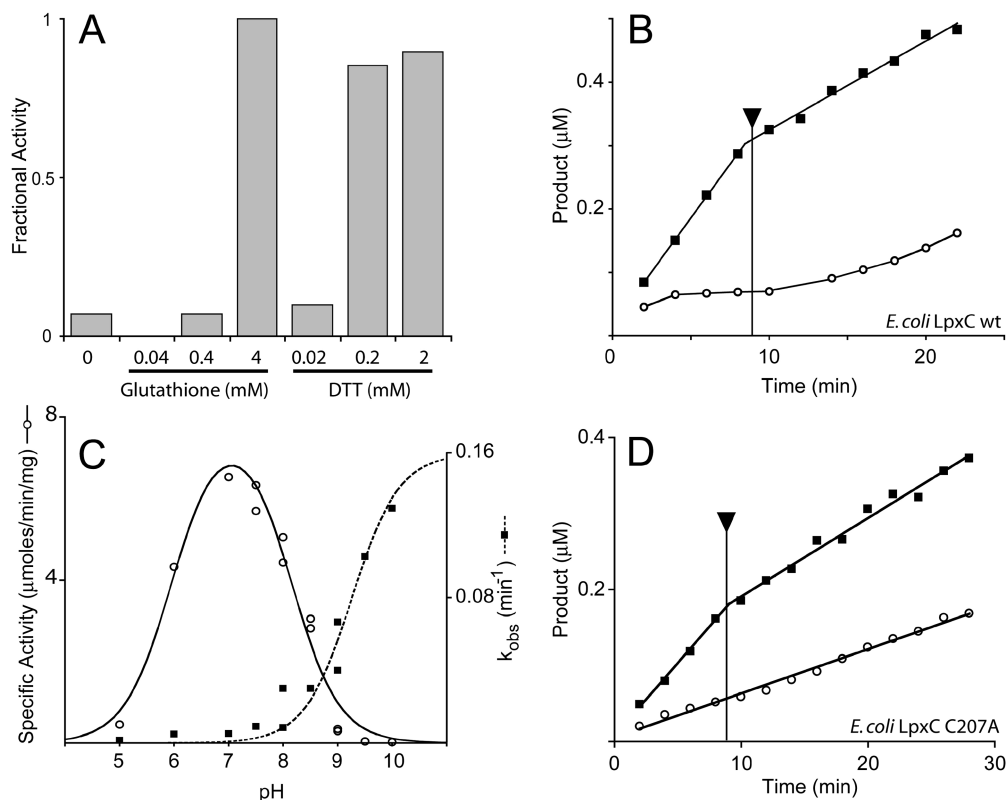 A
1
0.5
0
Fractional Activity
0 0.04 0.4 4 0.02 0.2 2
Glutathione (mM) DTT (mM)
B
0.4
0.2
Product (μM)
E. coli LpxC wt
0 10 20
Time (min)
C
8
4
Specific Activity (μmoles/min/mg)
0.16
0.08
kobs (min-1)
5 6 7 8 9 10
pH
D
0.4
0.2
0
Product (μM)
E. coli LpxC C207A
0 10 20 30
Time (min)